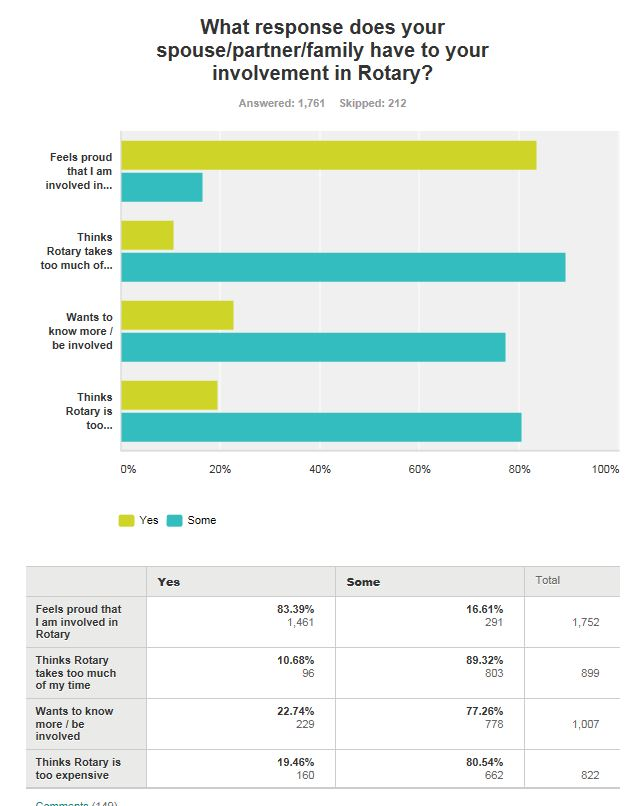 What response does your
spouse/partner/family have to your
involvement in Rotary?
Answered: 1,761 Skipped: 212
Feels proud
that I am
involved in...
Thinks
Rotary takes
too much of...
Wants to
know more /
be involved
Thinks
Rotary is
too...
0% 20% 40% 60% 80% 100%
Yes Some
Yes Some Total
Feels proud that
I am involved in
Rotary
83.39% 16.61%
1,461 291 1,752
Thinks Rotary
takes too much
of my time
10.68% 89.32%
96 803 899
Wants to know
more / be
involved
22.74% 77.26%
229 778 1,007
Thinks Rotary is
too expensive
19.46% 80.54%
160 662 822
Comments (149)